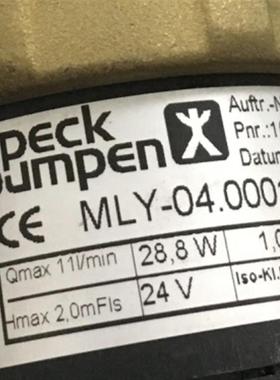 peck
pumpen
Auftr.-N
Pnr.:1
Datum
CE MLY-04.000
Qmax 11l/min 28,8 W 1,0
Hmax 2,0mFls 24 V Iso-Kl.